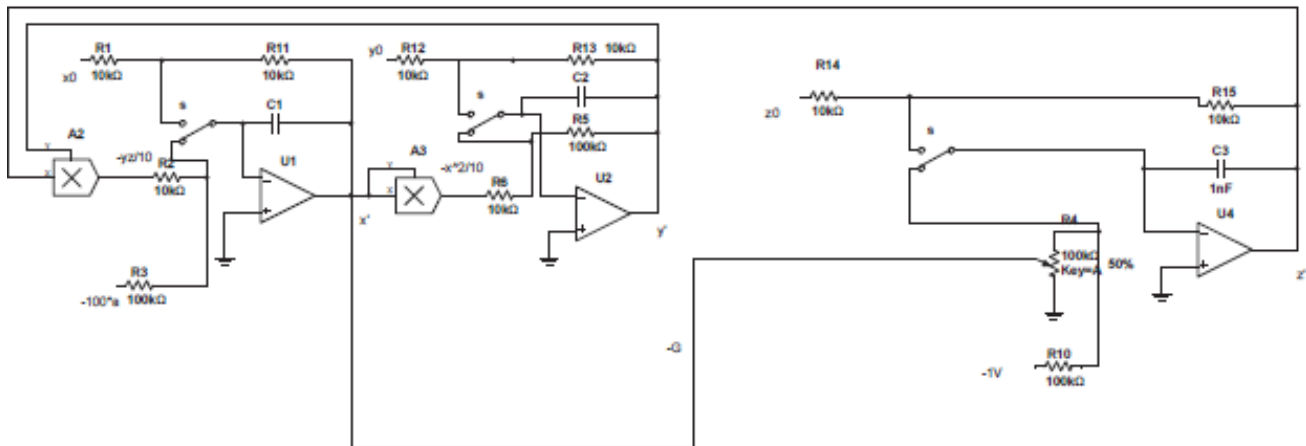 R1
10kΩ
x0
R11
10kΩ
s
C1
A2
Y
X
-yz/10
R2
10kΩ
U1
R3
-100*a
100kΩ
x'
y0
R12
10kΩ
R13 10kΩ
C2
s
R5
100kΩ
A3
Y
X
-x^2/10
R6
10kΩ
U2
y'
-G
R14
z0
10kΩ
s
R15
10kΩ
C3
1nF
U4
R4
100kΩ
Key=A
50%
z'
-1V
R10
100kΩ